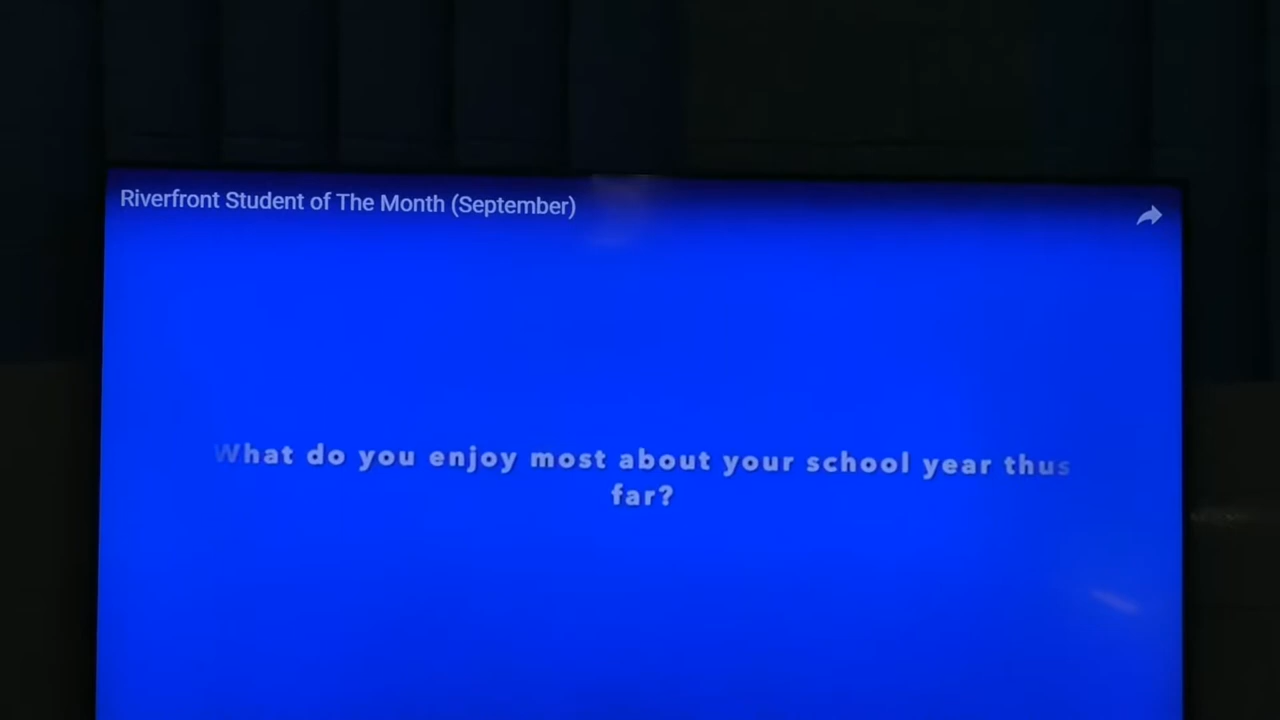 Riverfront Student of The Month (September)
What do you enjoy most about your school year thus
far?